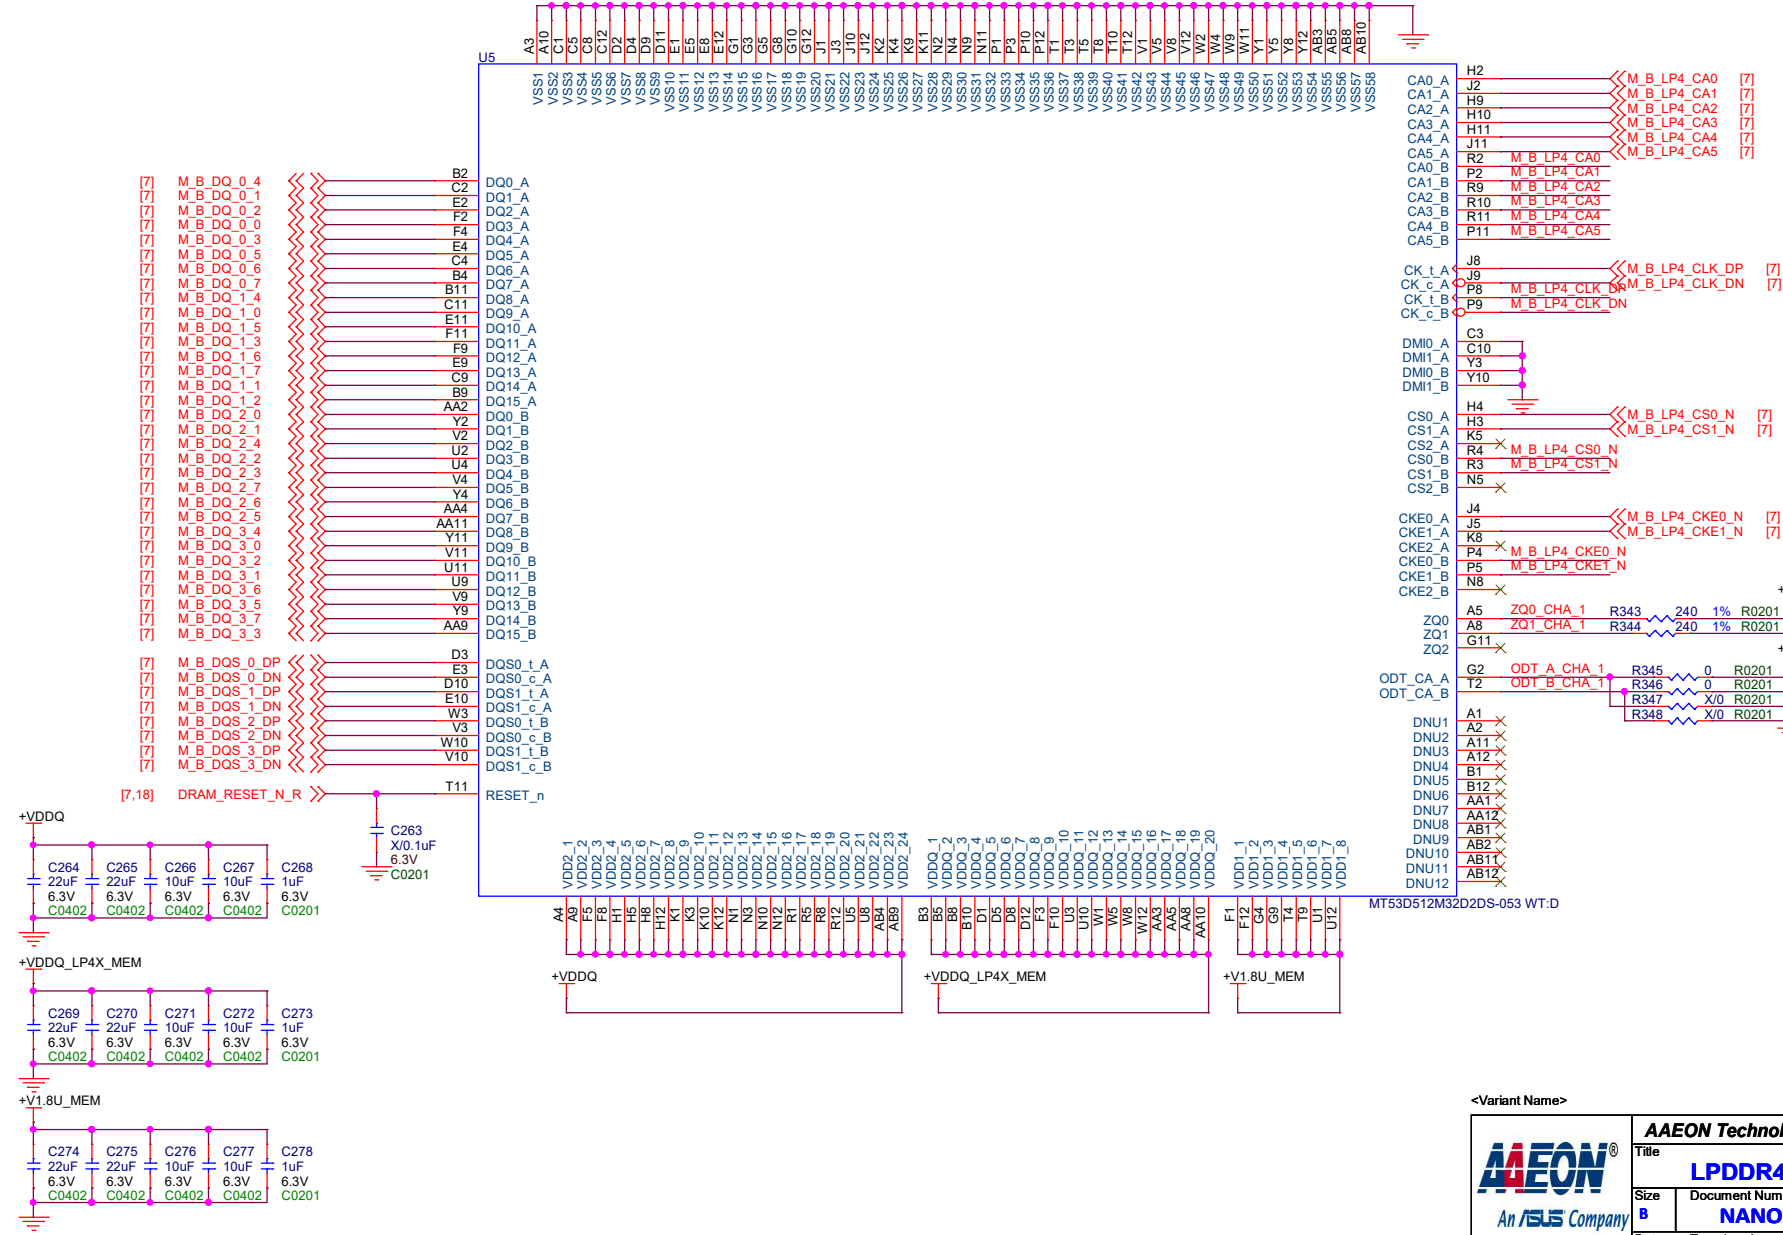 A3 A10 C1 C5 C8 C12 D2 D4 D9 D11 E1 E5 E8 E12 G1 G3 G5 G8 G10 G12 J1 J3 J10 J12 K2 K4 K9 K11 N2 N4 N9 N11 P1 P3 P10 P12 T1 T3 T5 T8 T10 T12 V1 V5 V8 V12 W2 W4 W9 W11 Y1 Y5 Y8 Y12 AB3 AB5 AB8 AB10
U5
VSS1 VSS2 VSS3 VSS4 VSS5 VSS6 VSS7 VSS8 VSS9 VSS10 VSS11 VSS12 VSS13 VSS14 VSS15 VSS16 VSS17 VSS18 VSS19 VSS20 VSS21 VSS22 VSS23 VSS24 VSS25 VSS26 VSS27 VSS28 VSS29 VSS30 VSS31 VSS32 VSS33 VSS34 VSS35 VSS36 VSS37 VSS38 VSS39 VSS40 VSS41 VSS42 VSS43 VSS44 VSS45 VSS46 VSS47 VSS48 VSS49 VSS50 VSS51 VSS52 VSS53 VSS54 VSS55 VSS56 VSS57 VSS58
[7] M_B_DQ_0_4 B2 DQ0_A
[7] M_B_DQ_0_1 C2 DQ1_A
[7] M_B_DQ_0_2 E2 DQ2_A
[7] M_B_DQ_0_0 F2 DQ3_A
[7] M_B_DQ_0_3 F4 DQ4_A
[7] M_B_DQ_0_5 E4 DQ5_A
[7] M_B_DQ_0_6 C4 DQ6_A
[7] M_B_DQ_0_7 B4 DQ7_A
[7] M_B_DQ_1_4 B11 DQ8_A
[7] M_B_DQ_1_0 C11 DQ9_A
[7] M_B_DQ_1_5 E11 DQ10_A
[7] M_B_DQ_1_3 F11 DQ11_A
[7] M_B_DQ_1_6 F9 DQ12_A
[7] M_B_DQ_1_7 E9 DQ13_A
[7] M_B_DQ_1_1 C9 DQ14_A
[7] M_B_DQ_1_2 B9 DQ15_A
[7] M_B_DQ_2_0 AA2 DQ0_B
[7] M_B_DQ_2_1 Y2 DQ1_B
[7] M_B_DQ_2_4 V2 DQ2_B
[7] M_B_DQ_2_2 U2 DQ3_B
[7] M_B_DQ_2_3 U4 DQ4_B
[7] M_B_DQ_2_7 V4 DQ5_B
[7] M_B_DQ_2_6 Y4 DQ6_B
[7] M_B_DQ_2_5 AA4 DQ7_B
[7] M_B_DQ_3_4 AA11 DQ8_B
[7] M_B_DQ_3_0 Y11 DQ9_B
[7] M_B_DQ_3_2 V11 DQ10_B
[7] M_B_DQ_3_1 U11 DQ11_B
[7] M_B_DQ_3_6 U9 DQ12_B
[7] M_B_DQ_3_5 V9 DQ13_B
[7] M_B_DQ_3_7 Y9 DQ14_B
[7] M_B_DQ_3_3 AA9 DQ15_B
[7] M_B_DQS_0_DP D3 DQS0_t_A
[7] M_B_DQS_0_DN E3 DQS0_c_A
[7] M_B_DQS_1_DP D10 DQS1_t_A
[7] M_B_DQS_1_DN E10 DQS1_c_A
[7] M_B_DQS_2_DP W3 DQS0_t_B
[7] M_B_DQS_2_DN V3 DQS0_c_B
[7] M_B_DQS_3_DP W10 DQS1_t_B
[7] M_B_DQS_3_DN V10 DQS1_c_B
[7,18] DRAM_RESET_N_R T11 RESET_n
CA0_A H2 M_B_LP4_CA0 [7]
CA1_A J2 M_B_LP4_CA1 [7]
CA2_A H9 M_B_LP4_CA2 [7]
CA3_A H10 M_B_LP4_CA3 [7]
CA4_A H11 M_B_LP4_CA4 [7]
CA5_A J11 M_B_LP4_CA5 [7]
CA0_B R2 M_B_LP4_CA0
CA1_B P2 M_B_LP4_CA1
CA2_B R9 M_B_LP4_CA2
CA3_B R10 M_B_LP4_CA3
CA4_B R11 M_B_LP4_CA4
CA5_B P11 M_B_LP4_CA5
CK_t_A J8 M_B_LP4_CLK_DP [7]
CK_c_A J9 M_B_LP4_CLK_DN [7]
CK_t_B P8 M_B_LP4_CLK_DP
CK_c_B P9 M_B_LP4_CLK_DN
DMI0_A C3
DMI1_A C10
DMI0_B Y3
DMI1_B Y10
CS0_A H4 M_B_LP4_CS0_N [7]
CS1_A H3 M_B_LP4_CS1_N [7]
CS2_A K5
CS0_B R4 M_B_LP4_CS0_N
CS1_B R3 M_B_LP4_CS1_N
CS2_B N5
CKE0_A J4 M_B_LP4_CKE0_N [7]
CKE1_A J5 M_B_LP4_CKE1_N [7]
CKE2_A K8
CKE0_B P4 M_B_LP4_CKE0_N
CKE1_B P5 M_B_LP4_CKE1_N
CKE2_B N8
ZQ0 A5 ZQ0_CHA_1 R343 240 1% R0201
ZQ1 A8 ZQ1_CHA_1 R344 240 1% R0201
ZQ2 G11
ODT_CA_A G2 ODT_A_CHA_1 R345 0 R0201
ODT_CA_B T2 ODT_B_CHA_1 R346 0 R0201
R347 X/0 R0201
R348 X/0 R0201
DNU1 A1
DNU2 A2
DNU3 A11
DNU4 A12
DNU5 B1
DNU6 B12
DNU7 AA1
DNU8 AA12
DNU9 AB1
DNU10 AB2
DNU11 AB11
DNU12 AB12
MT53D512M32D2DS-053 WT:D
VDD2_1 VDD2_2 VDD2_3 VDD2_4 VDD2_5 VDD2_6 VDD2_7 VDD2_8 VDD2_9 VDD2_10 VDD2_11 VDD2_12 VDD2_13 VDD2_14 VDD2_15 VDD2_16 VDD2_17 VDD2_18 VDD2_19 VDD2_20 VDD2_21 VDD2_22 VDD2_23 VDD2_24
VDDQ_1 VDDQ_2 VDDQ_3 VDDQ_4 VDDQ_5 VDDQ_6 VDDQ_7 VDDQ_8 VDDQ_9 VDDQ_10 VDDQ_11 VDDQ_12 VDDQ_13 VDDQ_14 VDDQ_16 VDDQ_17 VDDQ_18 VDDQ_19 VDDQ_20
VDD1_1 VDD1_2 VDD1_3 VDD1_4 VDD1_5 VDD1_6 VDD1_7 VDD1_8
A4 A9 F5 F8 H1 H5 H8 H12 K1 K3 K10 K12 N1 N3 N10 N12 R1 R5 R8 R12 U5 U8 AB4 AB9
B3 B5 B8 B10 D1 D5 D8 D12 F3 F10 U3 U10 W1 W5 W8 W12 AA3 AA5 AA8 AA10
F1 F12 G4 G9 T4 T9 U1 U12
+VDDQ
+VDDQ_LP4X_MEM
+V1.8U_MEM
C263
X/0.1uF
6.3V
C0201
+VDDQ
C264 C265 C266 C267 C268
22uF 22uF 10uF 10uF 1uF
6.3V 6.3V 6.3V 6.3V 6.3V
C0402 C0402 C0402 C0402 C0201
+VDDQ_LP4X_MEM
C269 C270 C271 C272 C273
22uF 22uF 10uF 10uF 1uF
6.3V 6.3V 6.3V 6.3V 6.3V
C0402 C0402 C0402 C0402 C0201
+V1.8U_MEM
C274 C275 C276 C277 C278
22uF 22uF 10uF 10uF 1uF
6.3V 6.3V 6.3V 6.3V 6.3V
C0402 C0402 C0402 C0402 C0201
<Variant Name>
AAEON®
An ASUS Company
AAEON Technol
Title
LPDDR4
Size
B
Document Num
NANO